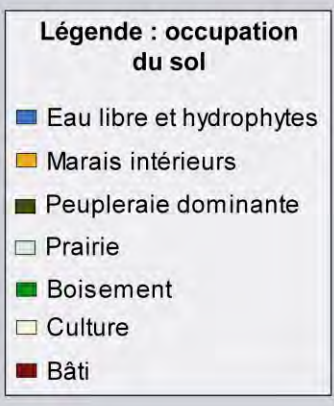 Légende : occupation
du sol
Eau libre et hydrophytes
Marais intérieurs
Peupleraie dominante
Prairie
Boisement
Culture
Bâti